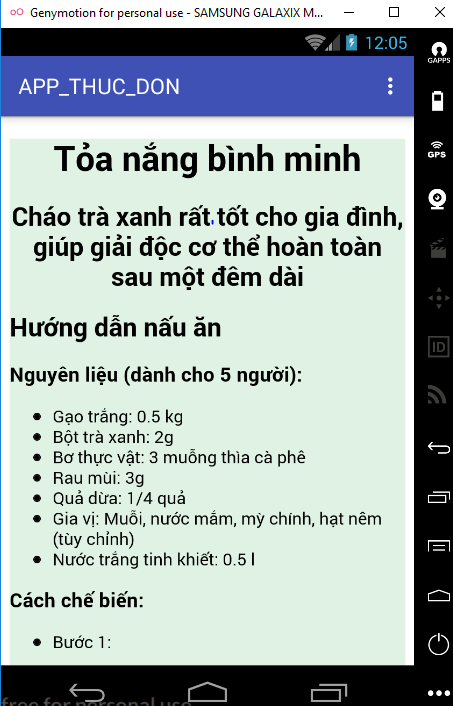 Genymotion for personal use - SAMSUNG GALAXIX M...
12:05
GAPPS
APP_THUC_DON
GPS
Tỏa nắng bình minh
Cháo trà xanh rất tốt cho gia đình,
giúp giải độc cơ thể hoàn toàn
sau một đêm dài
Hướng dẫn nấu ăn
Nguyên liệu (dành cho 5 người):
Gạo trắng: 0.5 kg
Bột trà xanh: 2g
Bơ thực vật: 3 muỗng thìa cà phê
Rau mùi: 3g
Quả dừa: 1/4 quả
Gia vị: Muỗi, nước mắm, mỳ chính, hạt nêm
(tùy chỉnh)
Nước trắng tinh khiết: 0.5 l
Cách chế biến:
Bước 1:
ID
free for personal use